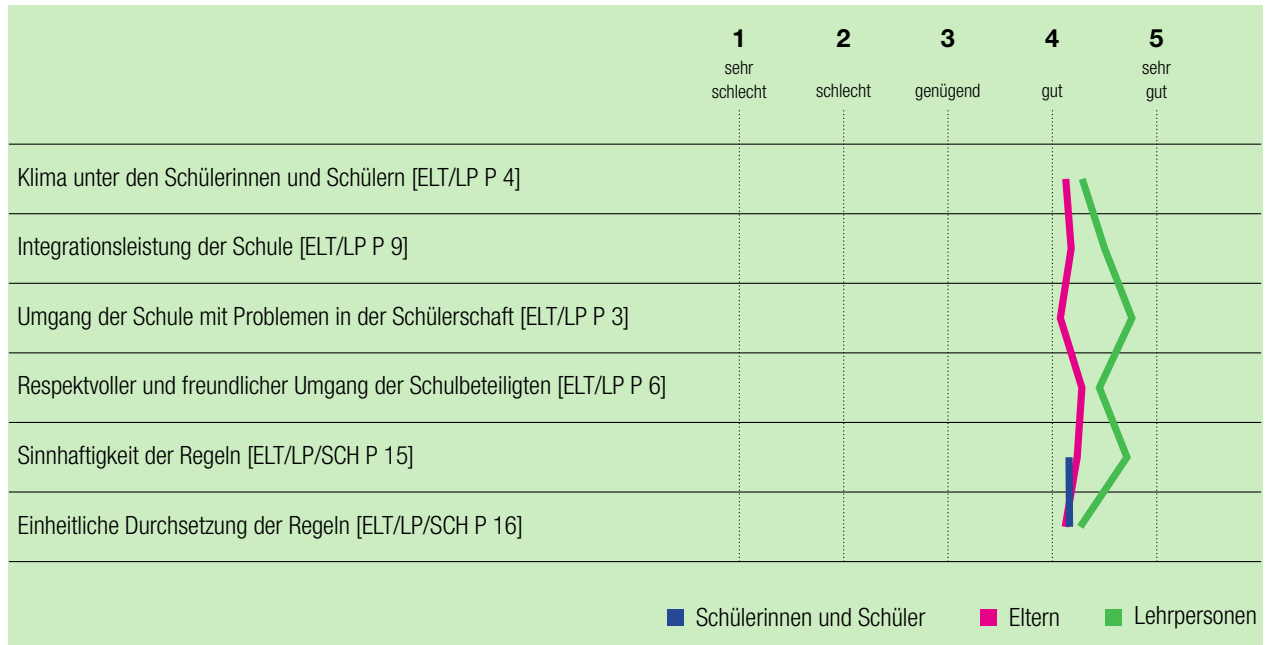 1 2 3 4 5
sehr schlecht schlecht genügend gut sehr gut
Klima unter den Schülerinnen und Schülern [ELT/LP P 4]
Integrationsleistung der Schule [ELT/LP P 9]
Umgang der Schule mit Problemen in der Schülerschaft [ELT/LP P 3]
Respektvoller und freundlicher Umgang der Schulbeteiligten [ELT/LP P 6]
Sinnhaftigkeit der Regeln [ELT/LP/SCH P 15]
Einheitliche Durchsetzung der Regeln [ELT/LP/SCH P 16]
Schülerinnen und Schüler Eltern Lehrpersonen